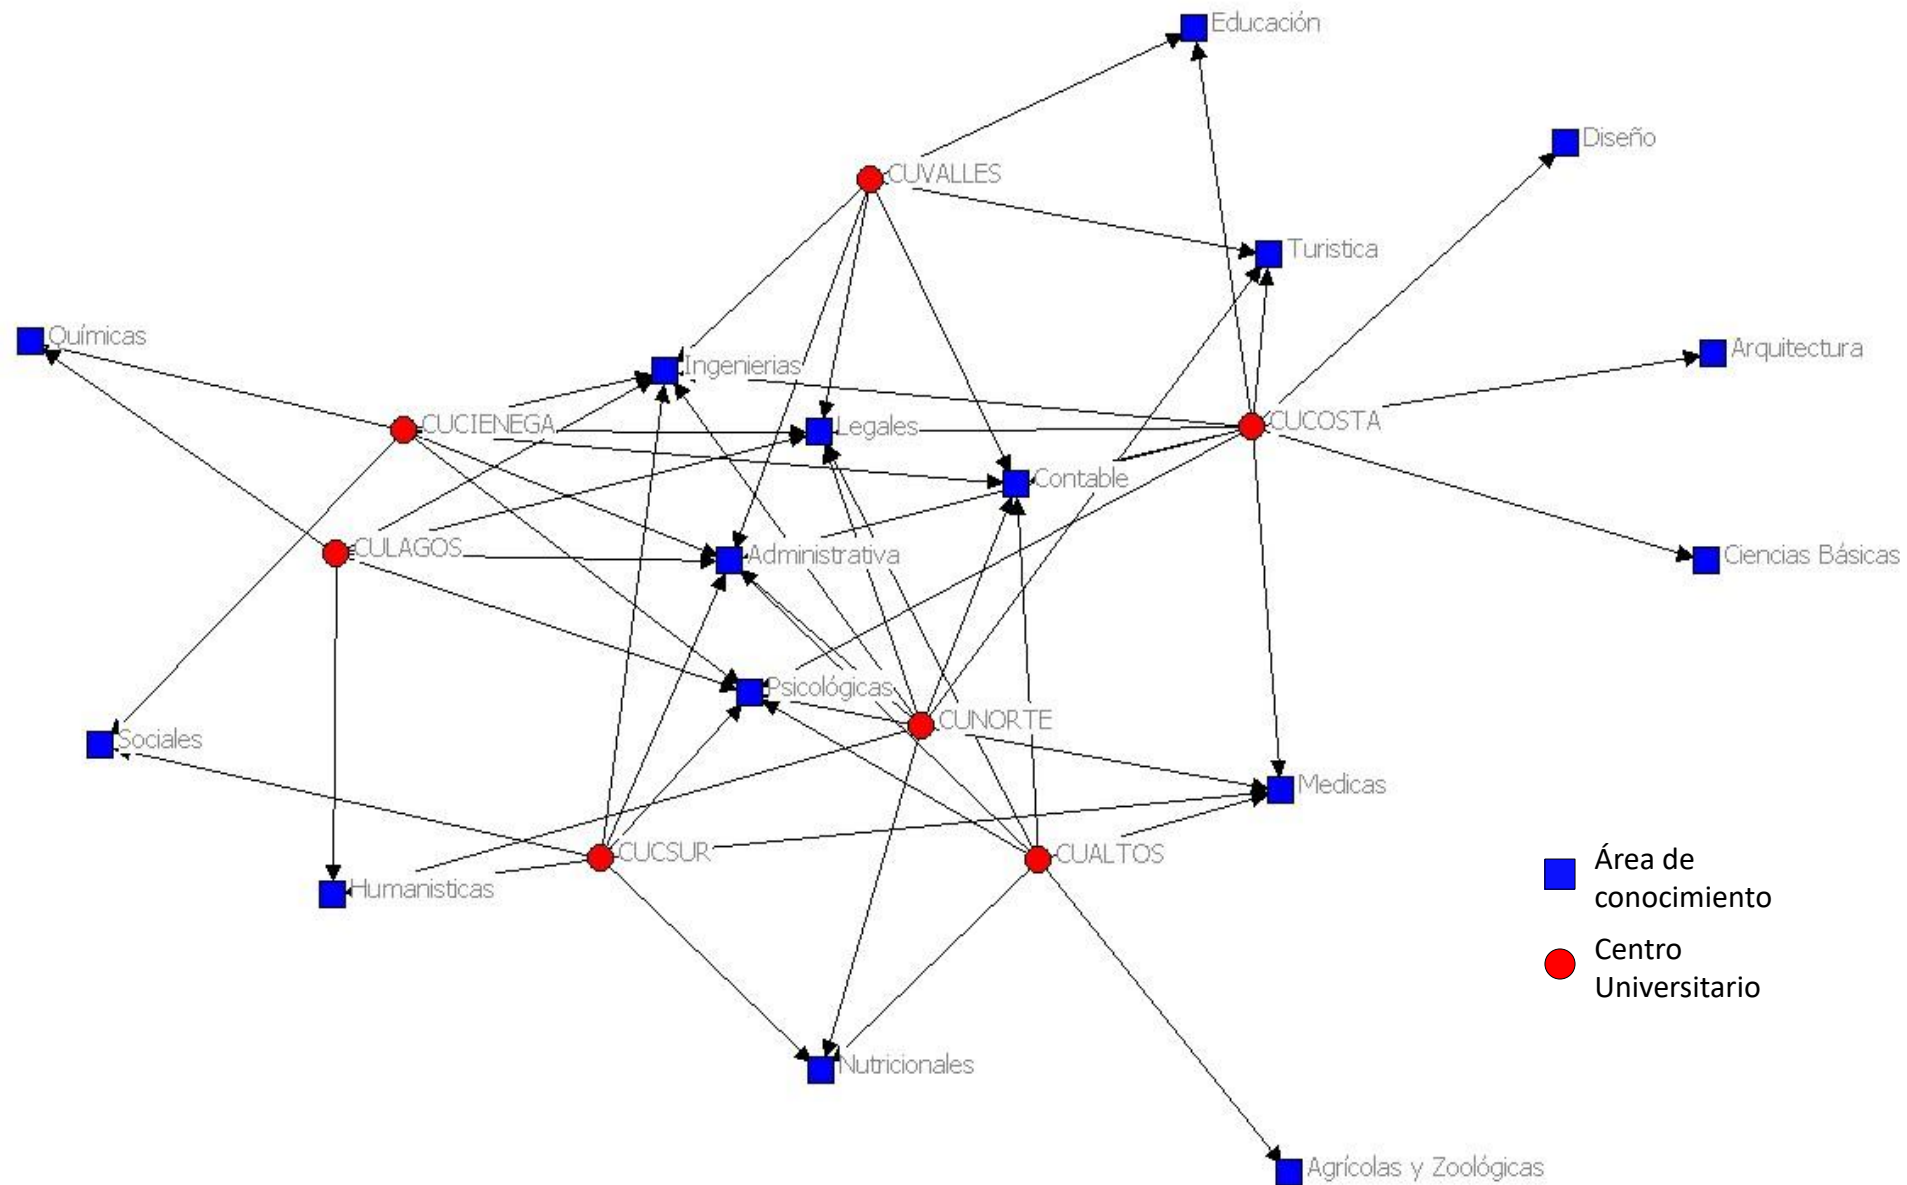 Educación
Diseño
CUVALLES
Turistica
Químicas
Arquitectura
Ingenierias
CUCIENEGA
Legales
CUCOSTA
Contable
CULAGOS
Administrativa
Ciencias Básicas
Psicológicas
CUNORTE
Sociales
Medicas
CUCSUR
CUALTOS
Humanisticas
Área de
conocimiento
Centro
Universitario
Nutricionales
Agrícolas y Zoológicas